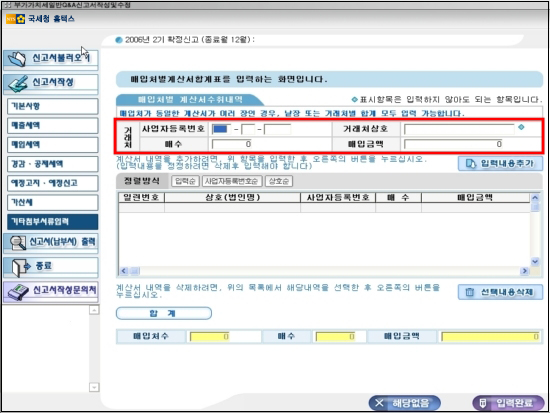 부가가치세일반Q&A신고서작성및수정
국세청 홈텍스
2006년 2기 확정신고 (종료월 12월) :
신고서불러오기
신고서작성
기본사항
매출세액
매입세액
경감 · 공제세액
예정고지 · 예정신고
가산세
기타첨부서류입력
신고서(납부서) 출력
종료
신고서작성문의처
매입처별계산서합계표를 입력하는 화면입니다.
매입처별 계산서수취내역
◆표시항목은 입력하지 않아도 되는 항목입니다.
매입처가 동일한 계산서가 여러 장인 경우, 낱장 또는 거래처별 합계 모두 입력 가능합니다.
거래처
사업자등록번호 - - 거래처상호 ◆
매수 0 매입금액 0
계산서 내역을 추가하려면, 위 항목을 입력한 후 오른쪽의 버튼을 누르십시오.
(입력내용을 정정하려면 삭제후 입력해야 합니다)
입력내용추가
정렬방식 입력순 사업자등록번호순 상호순
일련번호 상호(법인명) 사업자등록번호 매 수 매입금액
계산서 내역을 삭제하려면, 위의 목록에서 해당내역을 선택한 후 오른쪽의 버튼을
누르십시오.
선택내용삭제
합 계
매입처수 0 매수 0 매입금액 0
해당없음
입력완료